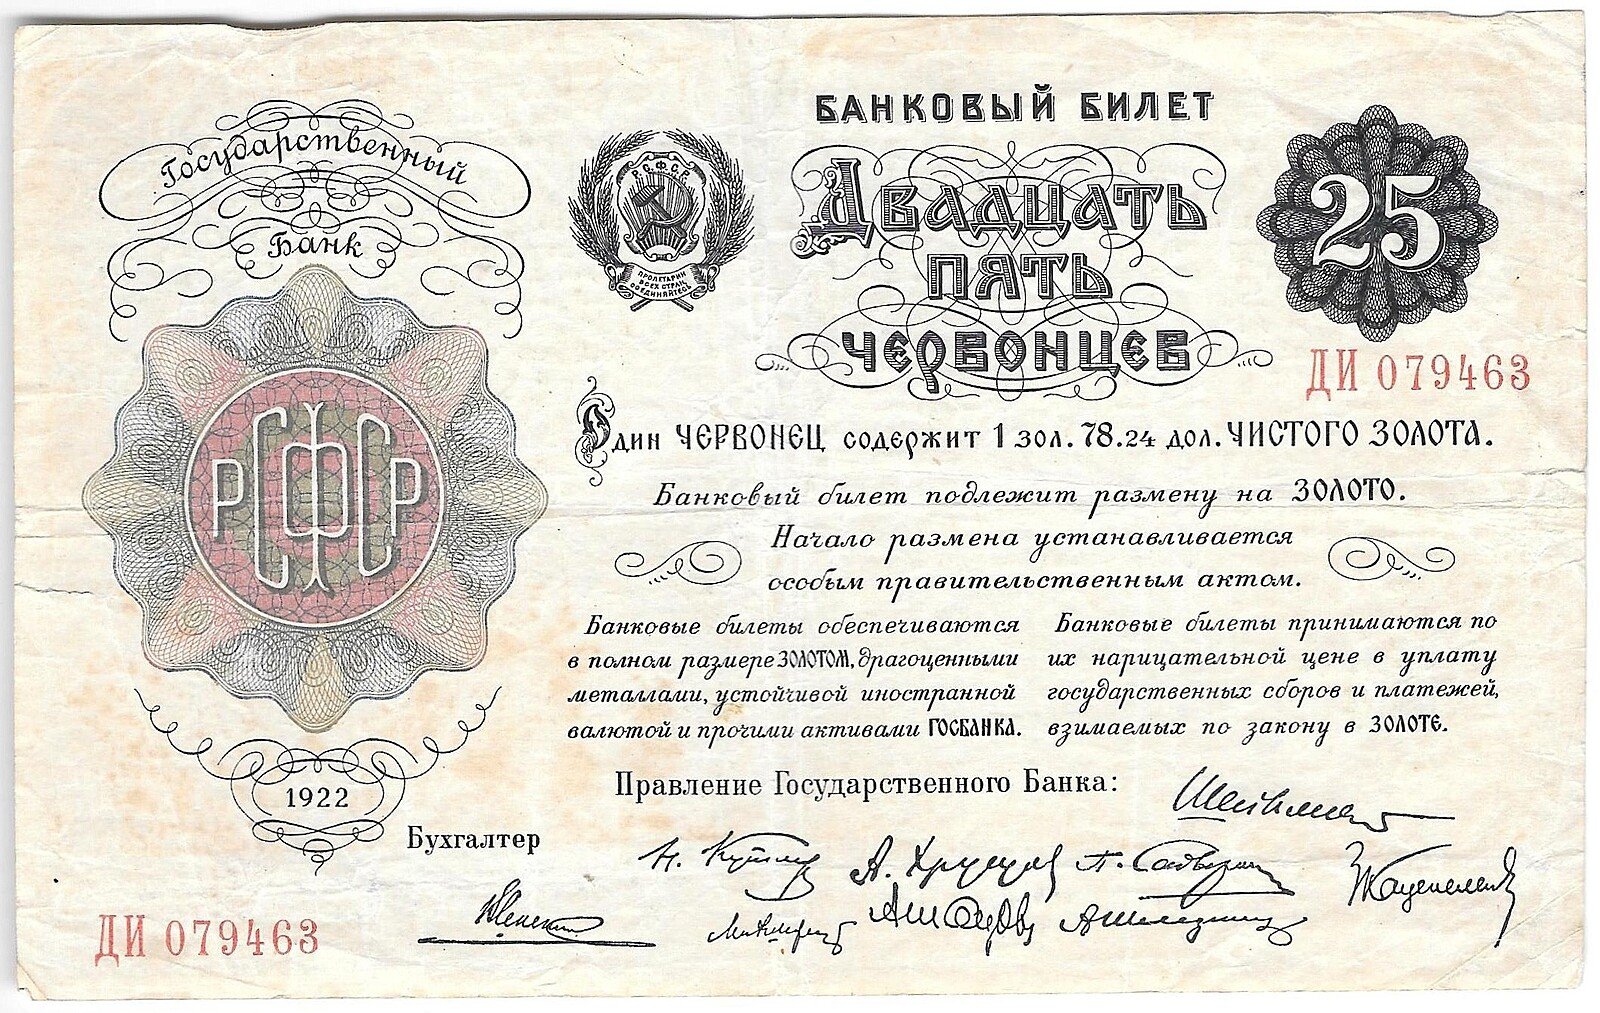 Государственный
Банк
РСФСР
1922
Бухгалтер
ДИ 079463
Р.С.Ф.С.Р.
ПРОЛЕТАРИИ
ВСЕХ СТРАН,
СОЕДИНЯЙТЕСЬ
БАНКОВЫЙ БИЛЕТ
Двадцать
пять
червонцев
25
ДИ 079463
Один ЧЕРВОНЕЦ содержит 1 зол. 78.24 дол. ЧИСТОГО ЗОЛОТА.
Банковый билет подлежит размену на ЗОЛОТО.
Начало размена устанавливается
особым правительственным актом.
Банковые билеты обеспечиваются
в полном размере ЗОЛОТОМ, драгоценными
металлами, устойчивой иностранной
валютой и прочими активами ГОСБАНКА.
Банковые билеты принимаются по
их нарицательной цене в уплату
государственных сборов и платежей,
взимаемых по закону в ЗОЛОТЕ.
Правление Государственного Банка: